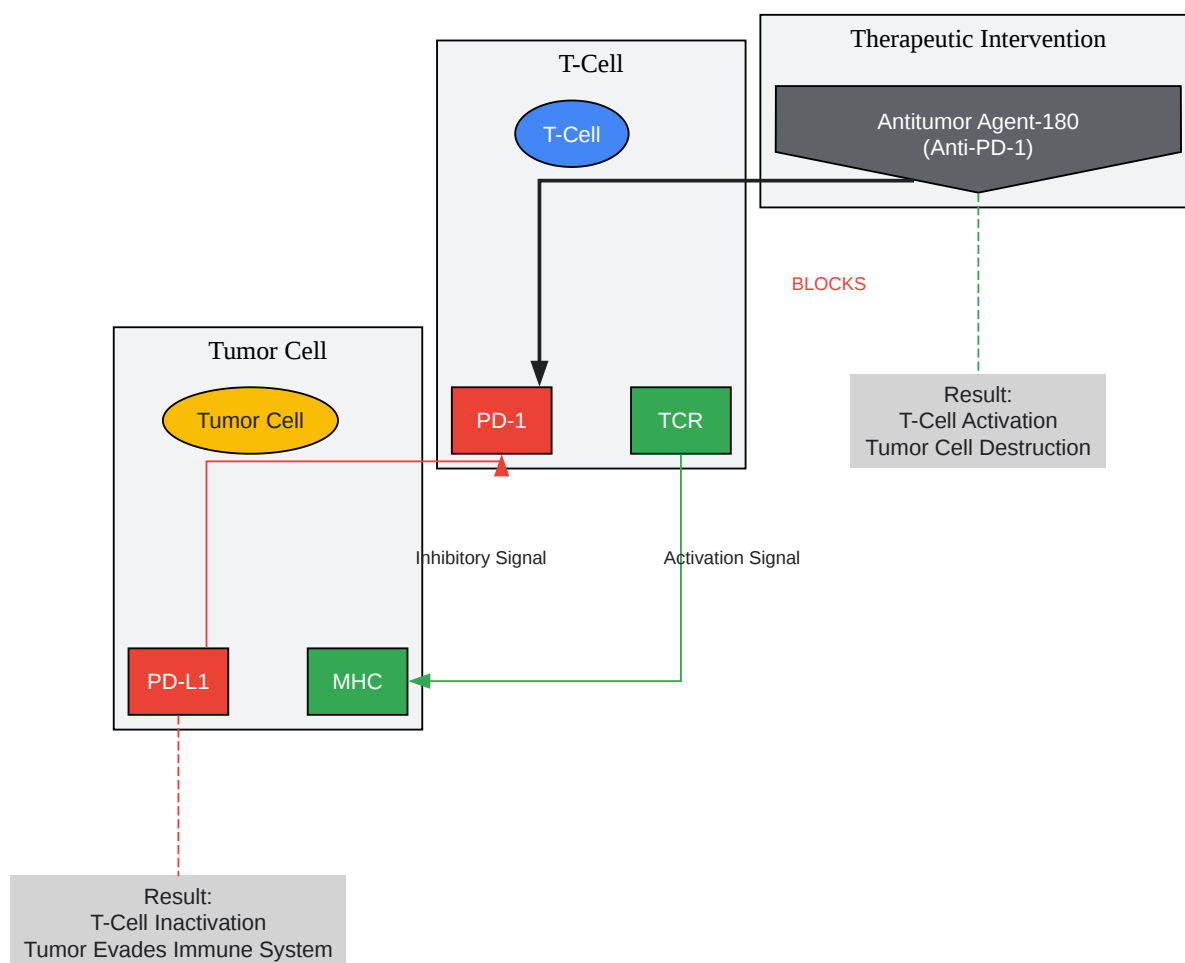 Therapeutic Intervention
Antitumor Agent-180
(Anti-PD-1)
T-Cell
T-Cell
BLOCKS
Tumor Cell
Tumor Cell
PD-1
TCR
Result:
T-Cell Activation
Tumor Cell Destruction
Inhibitory Signal
Activation Signal
PD-L1
MHC
Result:
T-Cell Inactivation
Tumor Evades Immune System